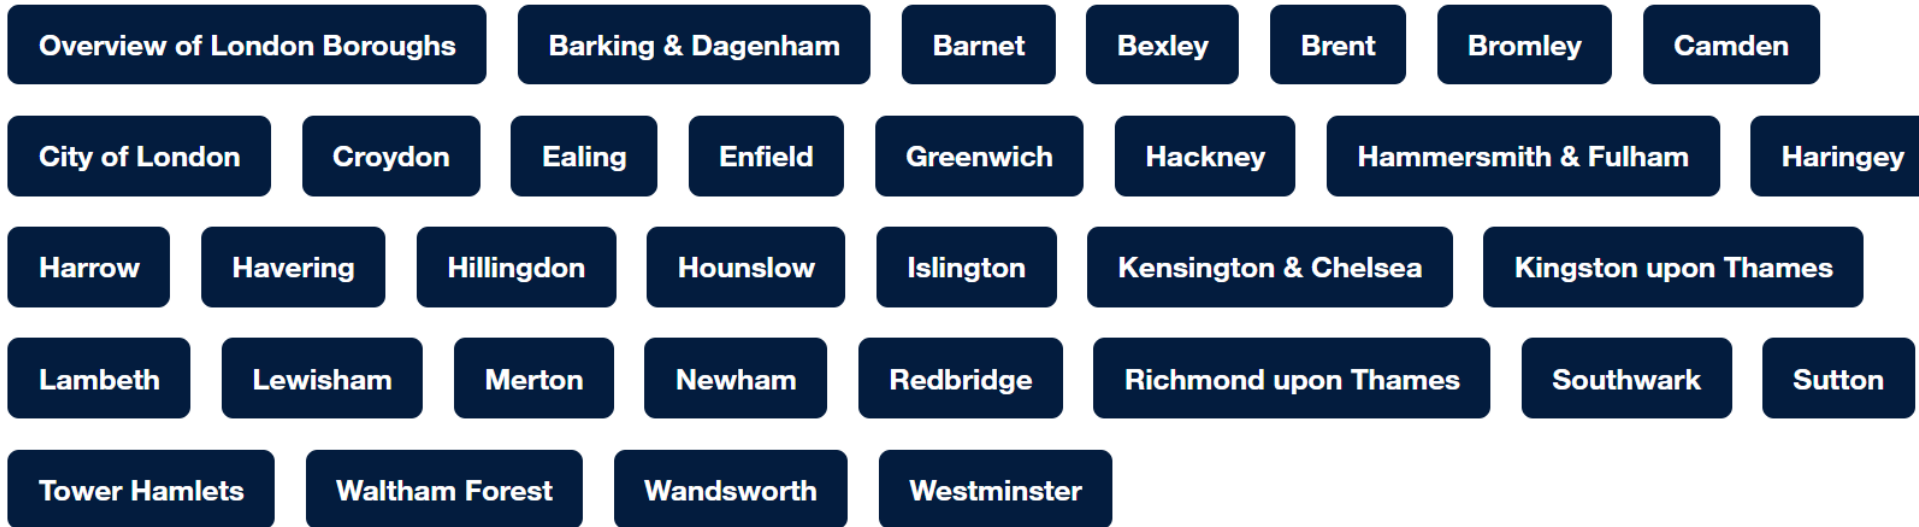 Overview of London Boroughs Barking & Dagenham Barnet Bexley Brent Bromley Camden
City of London Croydon Ealing Enfield Greenwich Hackney Hammersmith & Fulham Haringey
Harrow Havering Hillingdon Hounslow Islington Kensington & Chelsea Kingston upon Thames
Lambeth Lewisham Merton Newham Redbridge Richmond upon Thames Southwark Sutton
Tower Hamlets Waltham Forest Wandsworth Westminster